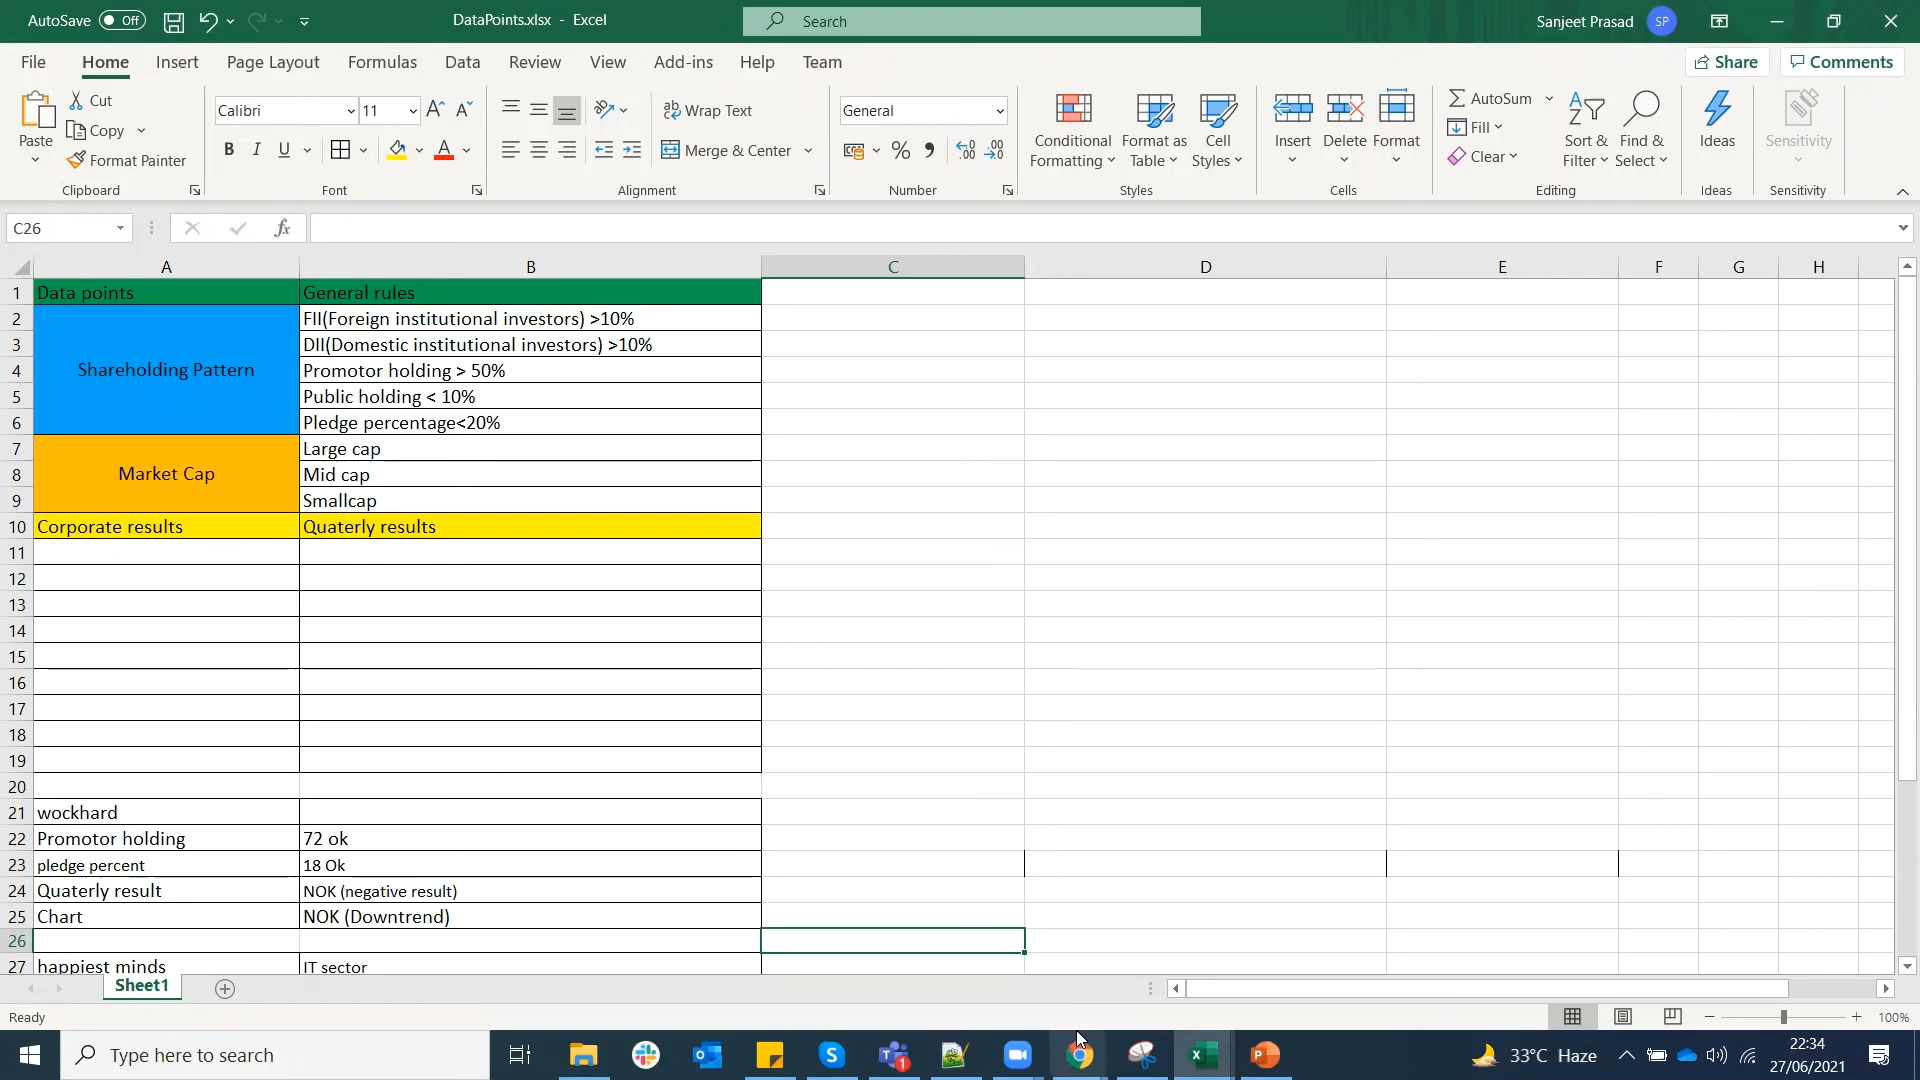 AutoSave Off DataPoints.xlsx - Excel Search Sanjeet Prasad SP
File Home Insert Page Layout Formulas Data Review View Add-ins Help Team Share Comments
Paste Cut Copy Format Painter Clipboard
Calibri 11 B I U A Font
Wrap Text Merge & Center Alignment
General % Number
Conditional Formatting Format as Table Cell Styles Styles
Insert Delete Format Cells
AutoSum Fill Clear Sort & Filter Find & Select Editing
Ideas Ideas
Sensitivity Sensitivity
C26 fx
A B C D E F G H
1 Data points General rules
2 FII(Foreign institutional investors) >10%
3 DII(Domestic institutional investors) >10%
4 Shareholding Pattern Promotor holding > 50%
5 Public holding < 10%
6 Pledge percentage<20%
7 Large cap
8 Market Cap Mid cap
9 Smallcap
10 Corporate results Quaterly results
11
12
13
14
15
16
17
18
19
20
21 wockhard
22 Promotor holding 72 ok
23 pledge percent 18 Ok
24 Quaterly result NOK (negative result)
25 Chart NOK (Downtrend)
26
27 happiest minds IT sector
Sheet1
Ready 100%
Type here to search 33°C Haze 22:34
27/06/2021